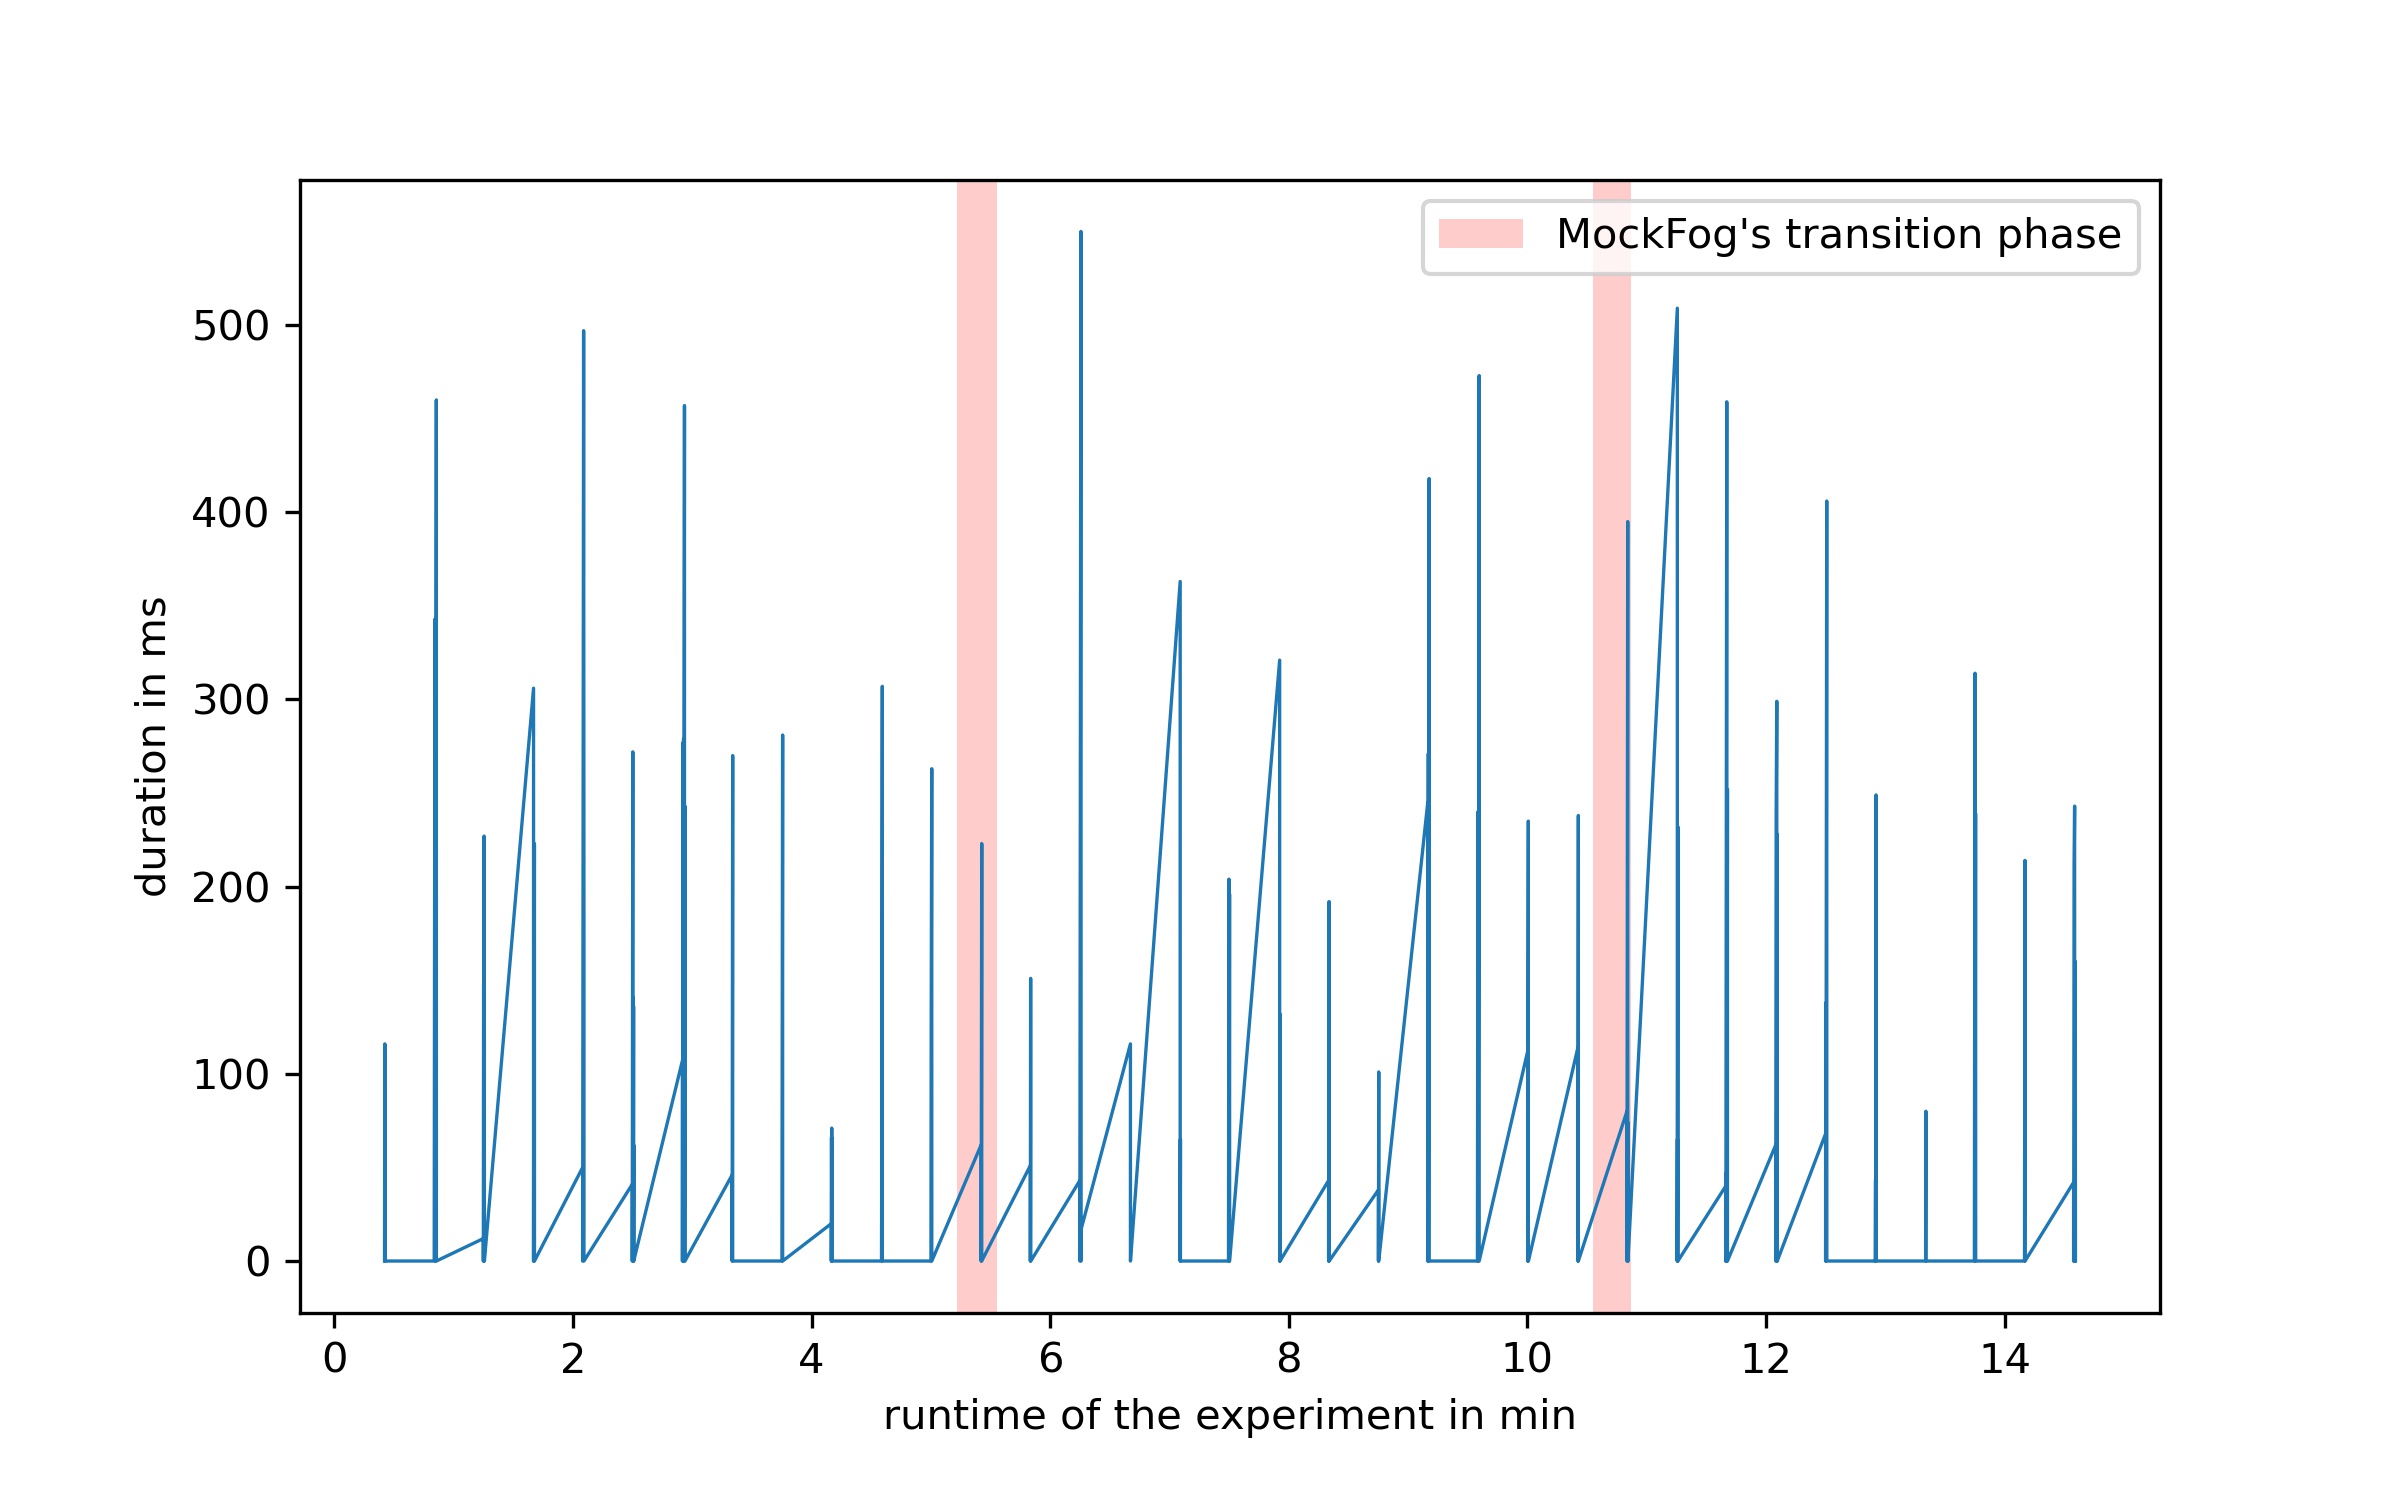 MockFog's transition phase
500
400
300
200
100
0
duration in ms
0 2 4 6 8 10 12 14
runtime of the experiment in min